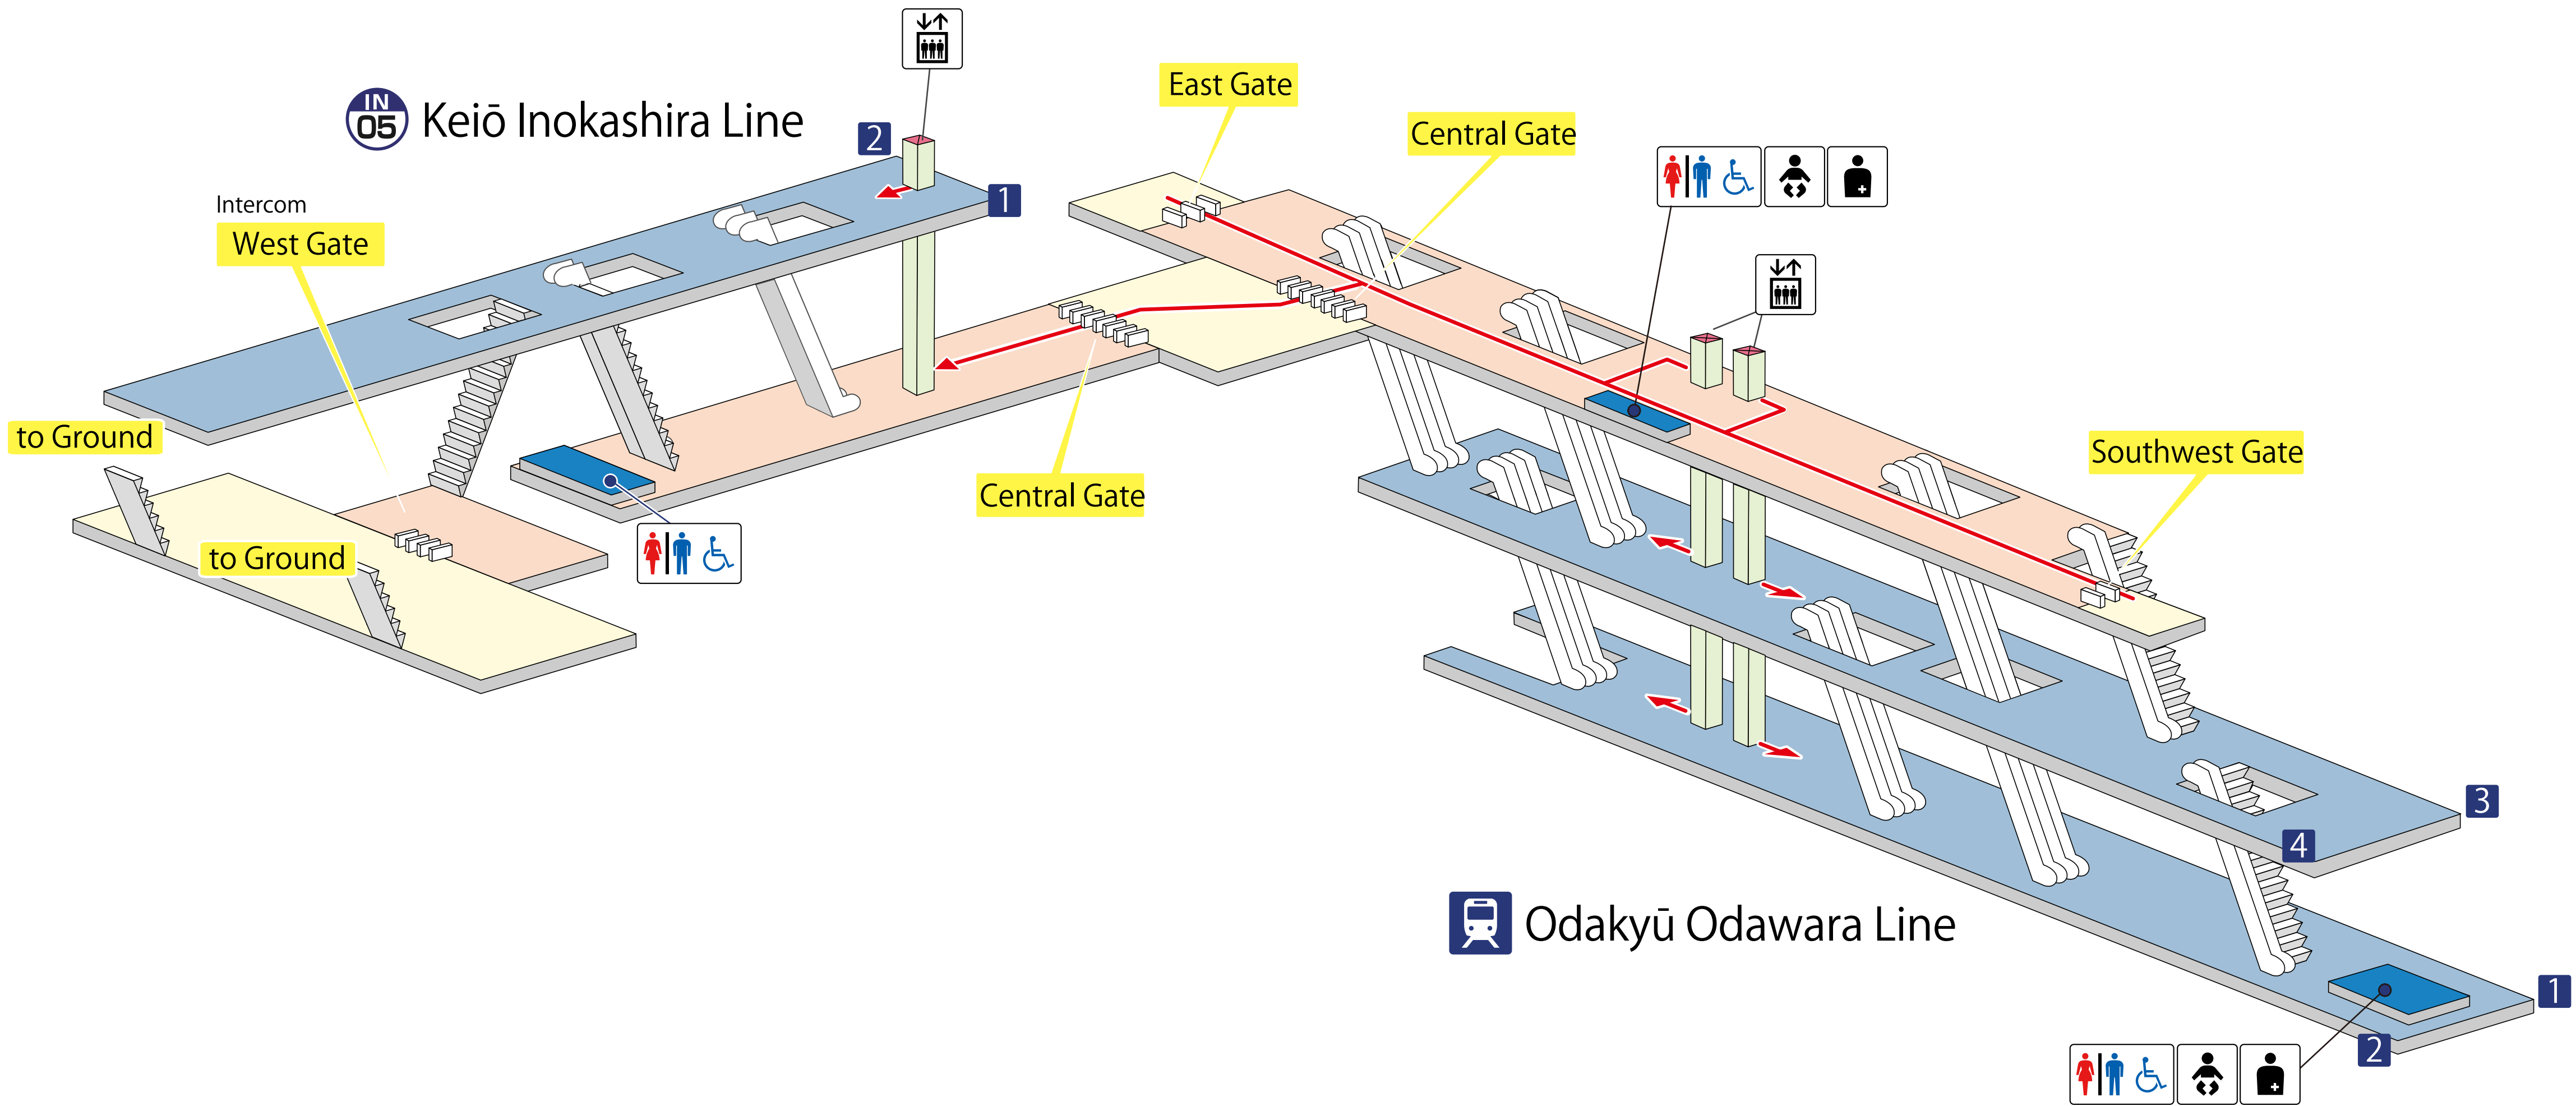 IN
05
Keiō Inokashira Line
2
1
Intercom
West Gate
East Gate
Central Gate
to Ground
to Ground
Central Gate
Southwest Gate
3
4
Odakyū Odawara Line
1
2